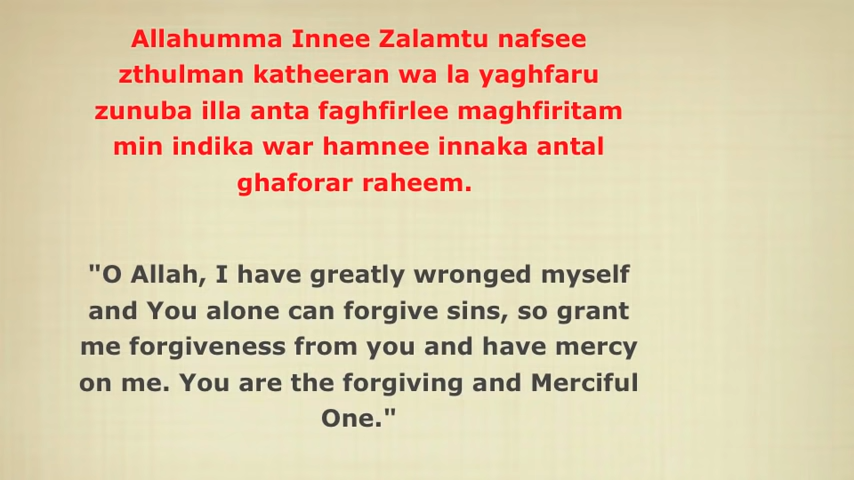 Allahumma Innee Zalamtu nafsee
zthulman katheeran wa la yaghfaru
zunuba illa anta faghfirlee maghfiritam
min indika war hamnee innaka antal
ghaforar raheem.
"O Allah, I have greatly wronged myself
and You alone can forgive sins, so grant
me forgiveness from you and have mercy
on me. You are the forgiving and Merciful
One."